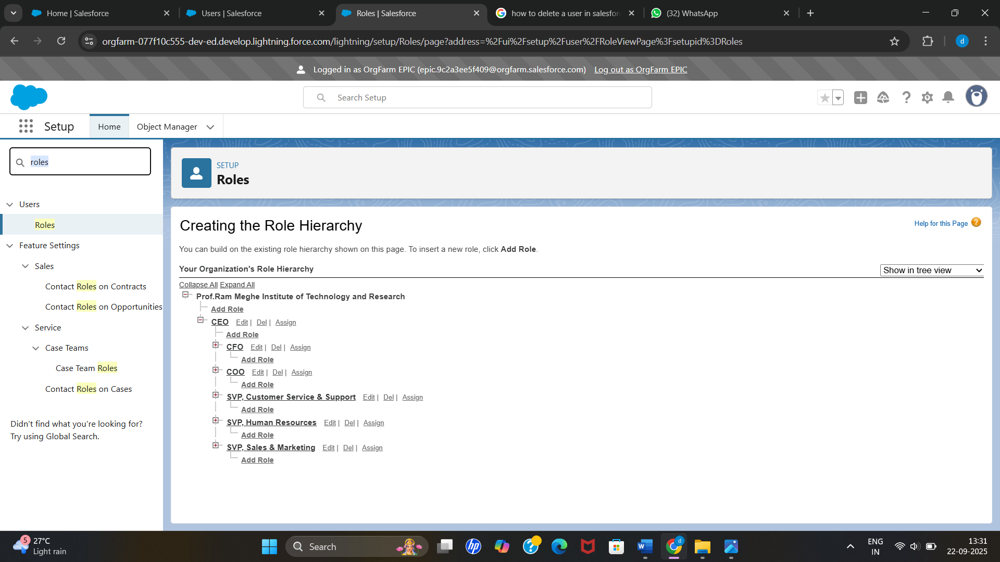 Home | Salesforce
Users | Salesforce
Roles | Salesforce
how to delete a user in salesfor
(32) WhatsApp
orgfarm-077f10c555-dev-ed.develop.lightning.force.com/lightning/setup/Roles/page?address=%2Fui%2Fsetup%2Fuser%2FRoleViewPage%3Fsetupid%3DRoles
d
Logged in as OrgFarm EPIC (epic.9c2a3ee5f409@orgfarm.salesforce.com) Log out as OrgFarm EPIC
Search Setup
Setup
Home
Object Manager
roles
Users
Roles
Feature Settings
Sales
Contact Roles on Contracts
Contact Roles on Opportunities
Service
Case Teams
Case Team Roles
Contact Roles on Cases
Didn't find what you're looking for?
Try using Global Search.
SETUP
Roles
Creating the Role Hierarchy
Help for this Page ?
You can build on the existing role hierarchy shown on this page. To insert a new role, click Add Role.
Your Organization's Role Hierarchy
Show in tree view
Collapse All Expand All
Prof.Ram Meghe Institute of Technology and Research
Add Role
CEO Edit | Del | Assign
Add Role
CFO Edit | Del | Assign
Add Role
COO Edit | Del | Assign
Add Role
SVP, Customer Service & Support Edit | Del | Assign
Add Role
SVP, Human Resources Edit | Del | Assign
Add Role
SVP, Sales & Marketing Edit | Del | Assign
Add Role
5
27°C
Light rain
Search
hp
W
d
ENG
IN
13:31
22-09-2025